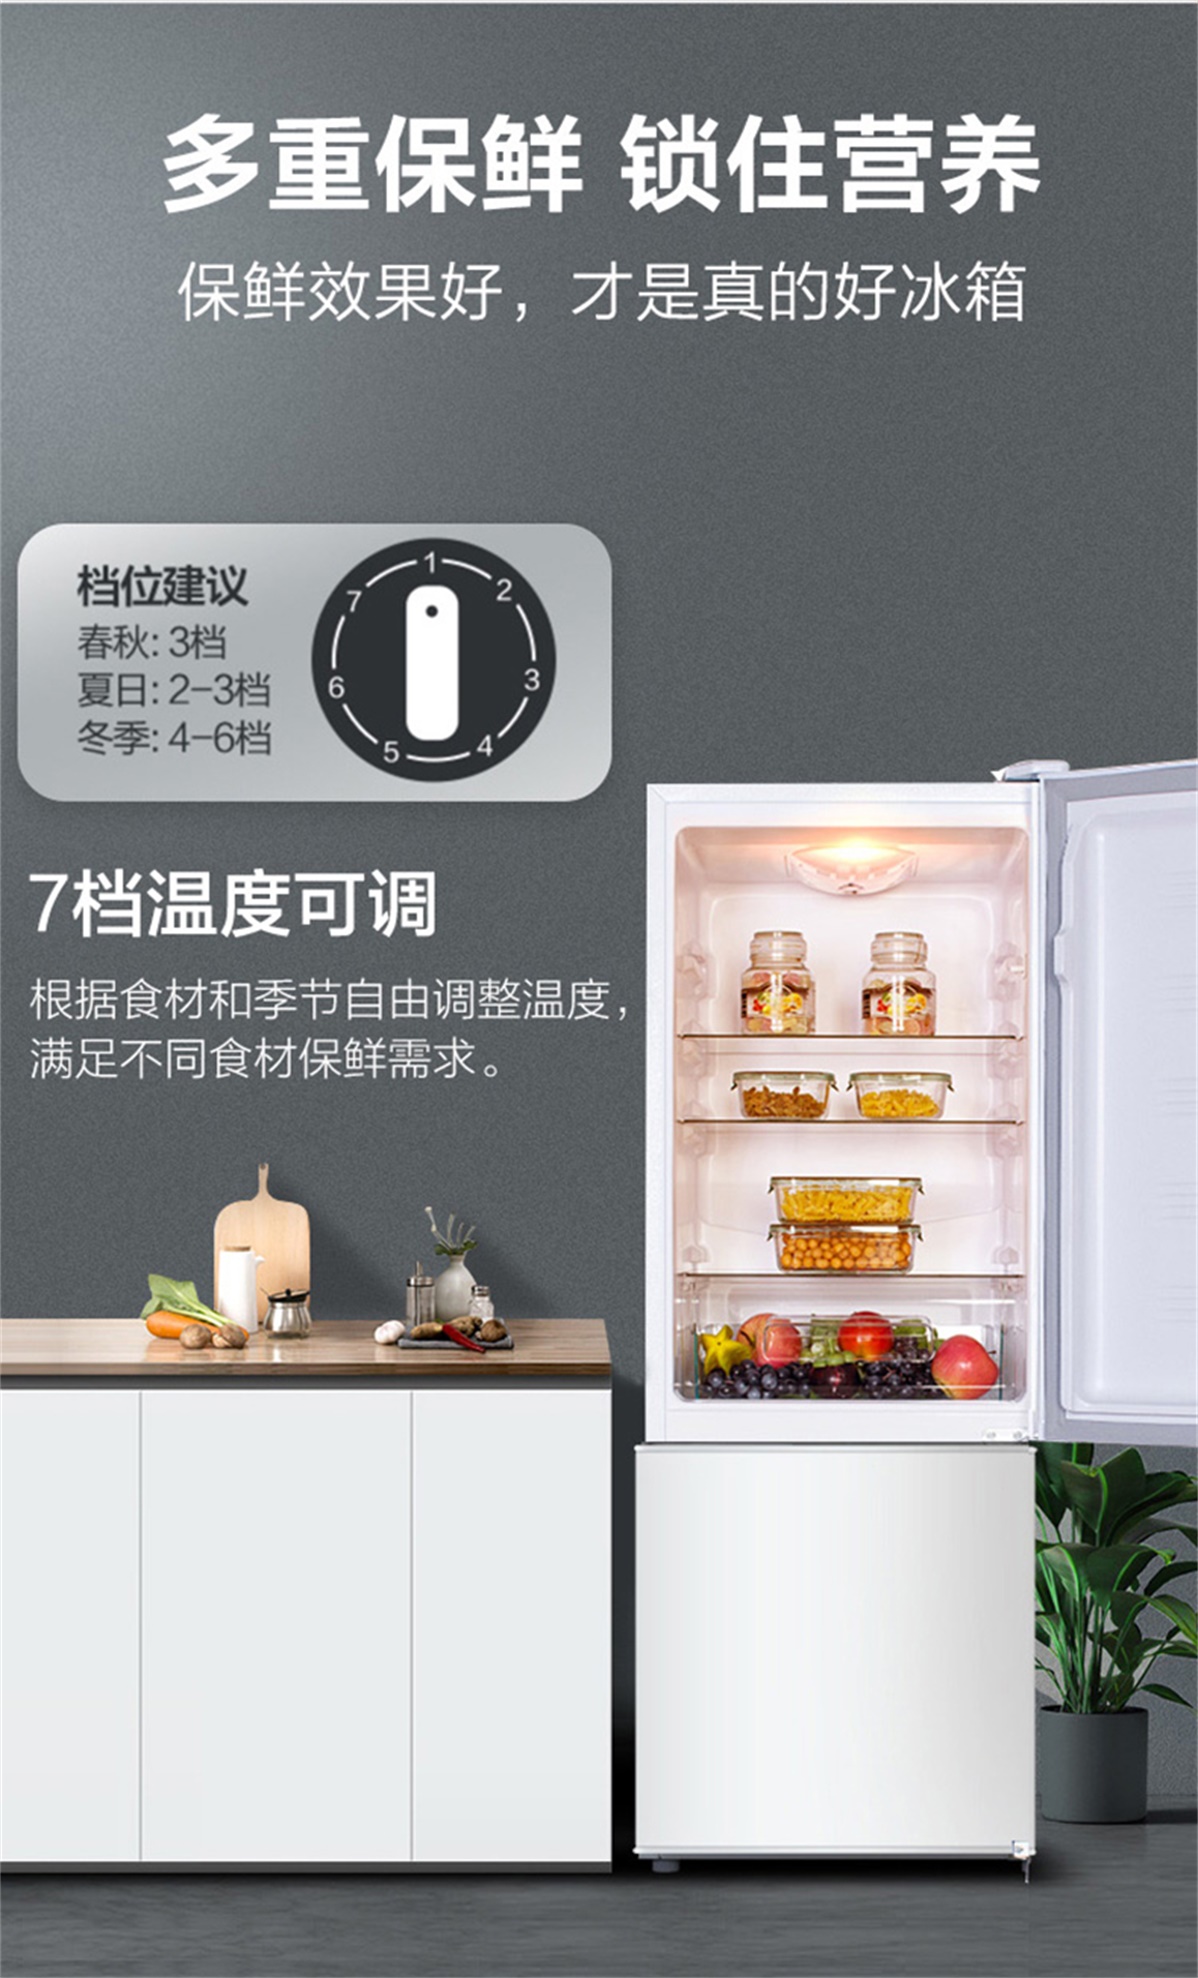 多重保鲜 锁住营养
保鲜效果好，才是真的好冰箱
档位建议
春秋: 3档
夏日: 2-3档
冬季: 4-6档
1
2
3
4
5
6
7
7档温度可调
根据食材和季节自由调整温度，
满足不同食材保鲜需求。